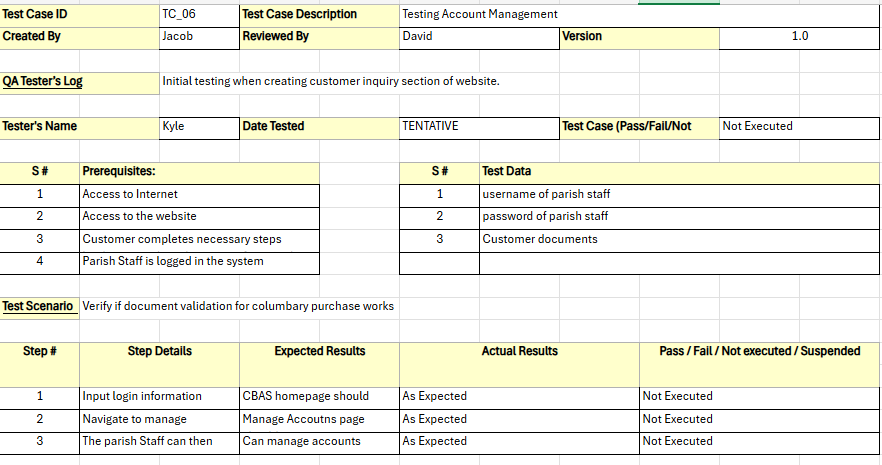 Test Case ID TC_06 Test Case Description Testing Account Management
Created By Jacob Reviewed By David Version 1.0
QA Tester's Log Initial testing when creating customer inquiry section of website.
Tester's Name Kyle Date Tested TENTATIVE Test Case (Pass/Fail/Not Not Executed
S # Prerequisites: S # Test Data
1 Access to Internet 1 username of parish staff
2 Access to the website 2 password of parish staff
3 Customer completes necessary steps 3 Customer documents
4 Parish Staff is logged in the system
Test Scenario Verify if document validation for columbary purchase works
Step # Step Details Expected Results Actual Results Pass / Fail / Not executed / Suspended
1 Input login information CBAS homepage should As Expected Not Executed
2 Navigate to manage Manage Accoutns page As Expected Not Executed
3 The parish Staff can then Can manage accounts As Expected Not Executed